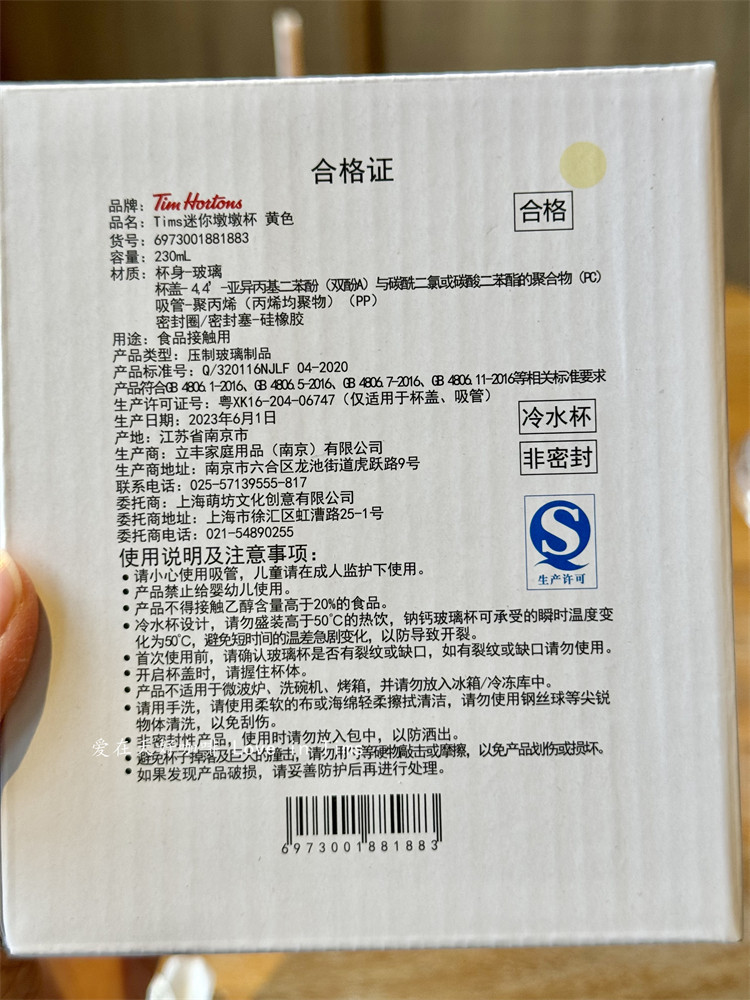 合格证
品牌：Tim Hortons
品名：Tims迷你墩墩杯 黄色
合格
货号：6973001881883
容量：230mL
材质：杯身-玻璃
杯盖-4,4'-亚异丙基二苯酚（双酚A）与碳酰二氯或碳酸二苯酯的聚合物（PC）
吸管-聚丙烯（丙烯均聚物）（PP）
密封圈/密封塞-硅橡胶
用途：食品接触用
产品类型：压制玻璃制品
产品标准号：Q/320116NJLF 04-2020
产品符合GB 4806.1-2016、GB 4806.5-2016、GB 4806.7-2016、GB 4806.11-2016等相关标准要求
生产许可证号：粤XK16-204-06747（仅适用于杯盖、吸管）
生产日期：2023年6月1日
冷水杯
产地：江苏省南京市
生产商：立丰家庭用品（南京）有限公司
非密封
生产商地址：南京市六合区龙池街道虎跃路9号
联系电话：025-57139555-817
委托商：上海萌坊文化创意有限公司
委托商地址：上海市徐汇区虹漕路25-1号
委托商电话：021-54890255
生产许可
使用说明及注意事项：
●请小心使用吸管，儿童请在成人监护下使用。
●产品禁止给婴幼儿使用。
●产品不得接触乙醇含量高于20%的食品。
●冷水杯设计，请勿盛装高于50℃的热饮，钠钙玻璃杯可承受的瞬时温度变
化为50℃，避免短时间的温差急剧变化，以防导致开裂。
●首次使用前，请确认玻璃杯是否有裂纹或缺口，如有裂纹或缺口请勿使用。
●开启杯盖时，请握住杯体。
●产品不适用于微波炉、洗碗机、烤箱，并请勿放入冰箱/冷冻库中。
●请用手洗，请使用柔软的布或海绵轻柔擦拭清洁，请勿使用钢丝球等尖锐
物体清洗，以免刮伤。
●非密封性产品，使用时请勿放入包中，以防洒出。
●避免杯子掉落及巨大的撞击，请勿用勺等硬物敲击或摩擦，以免产品划伤或损坏。
●如果发现产品破损，请妥善防护后再进行处理。
6973001881883